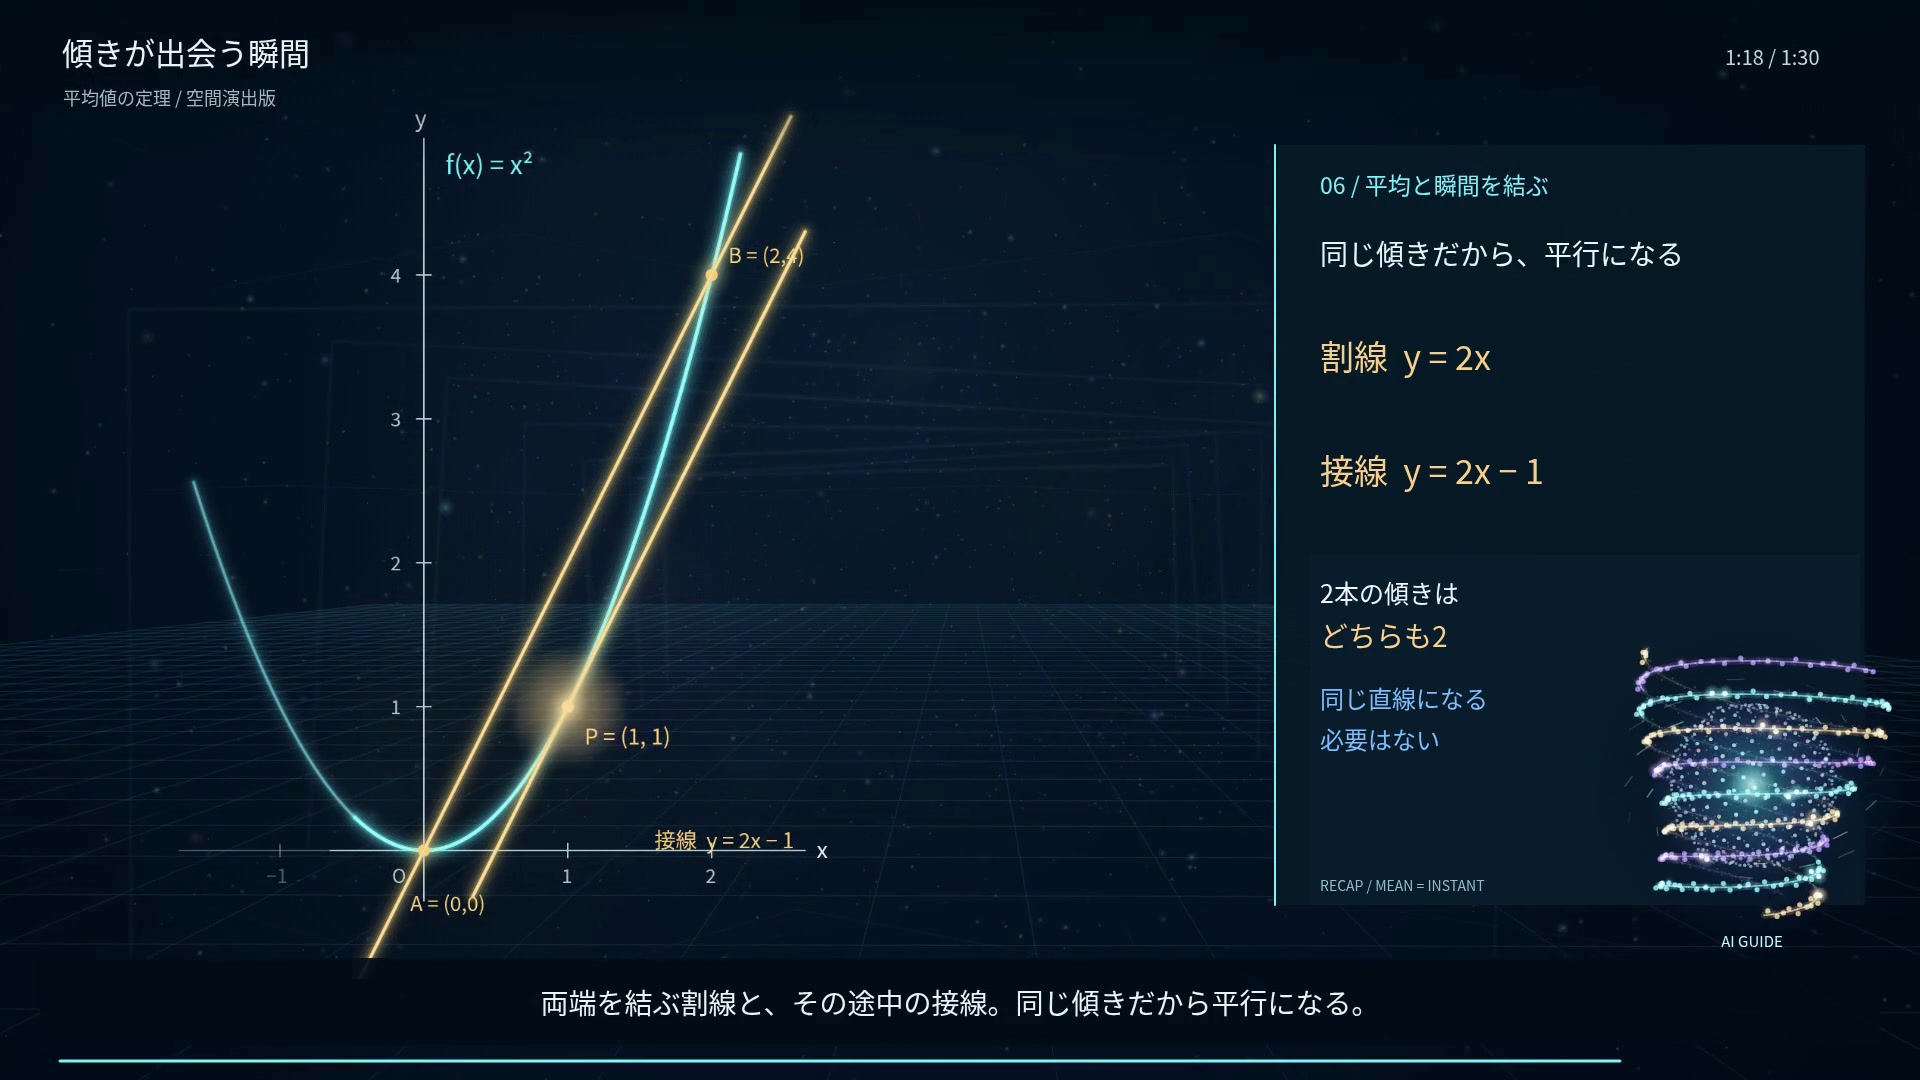 傾きが出会う瞬間
平均値の定理 / 空間演出版
1:18 / 1:30
y
f(x) = x²
B = (2,4)
4
3
2
1
P = (1, 1)
接線 y = 2x − 1
x
−1
O
1
2
A = (0,0)
06 / 平均と瞬間を結ぶ
同じ傾きだから、平行になる
割線 y = 2x
接線 y = 2x − 1
2本の傾きは
どちらも2
同じ直線になる
必要はない
RECAP / MEAN = INSTANT
AI GUIDE
両端を結ぶ割線と、その途中の接線。同じ傾きだから平行になる。